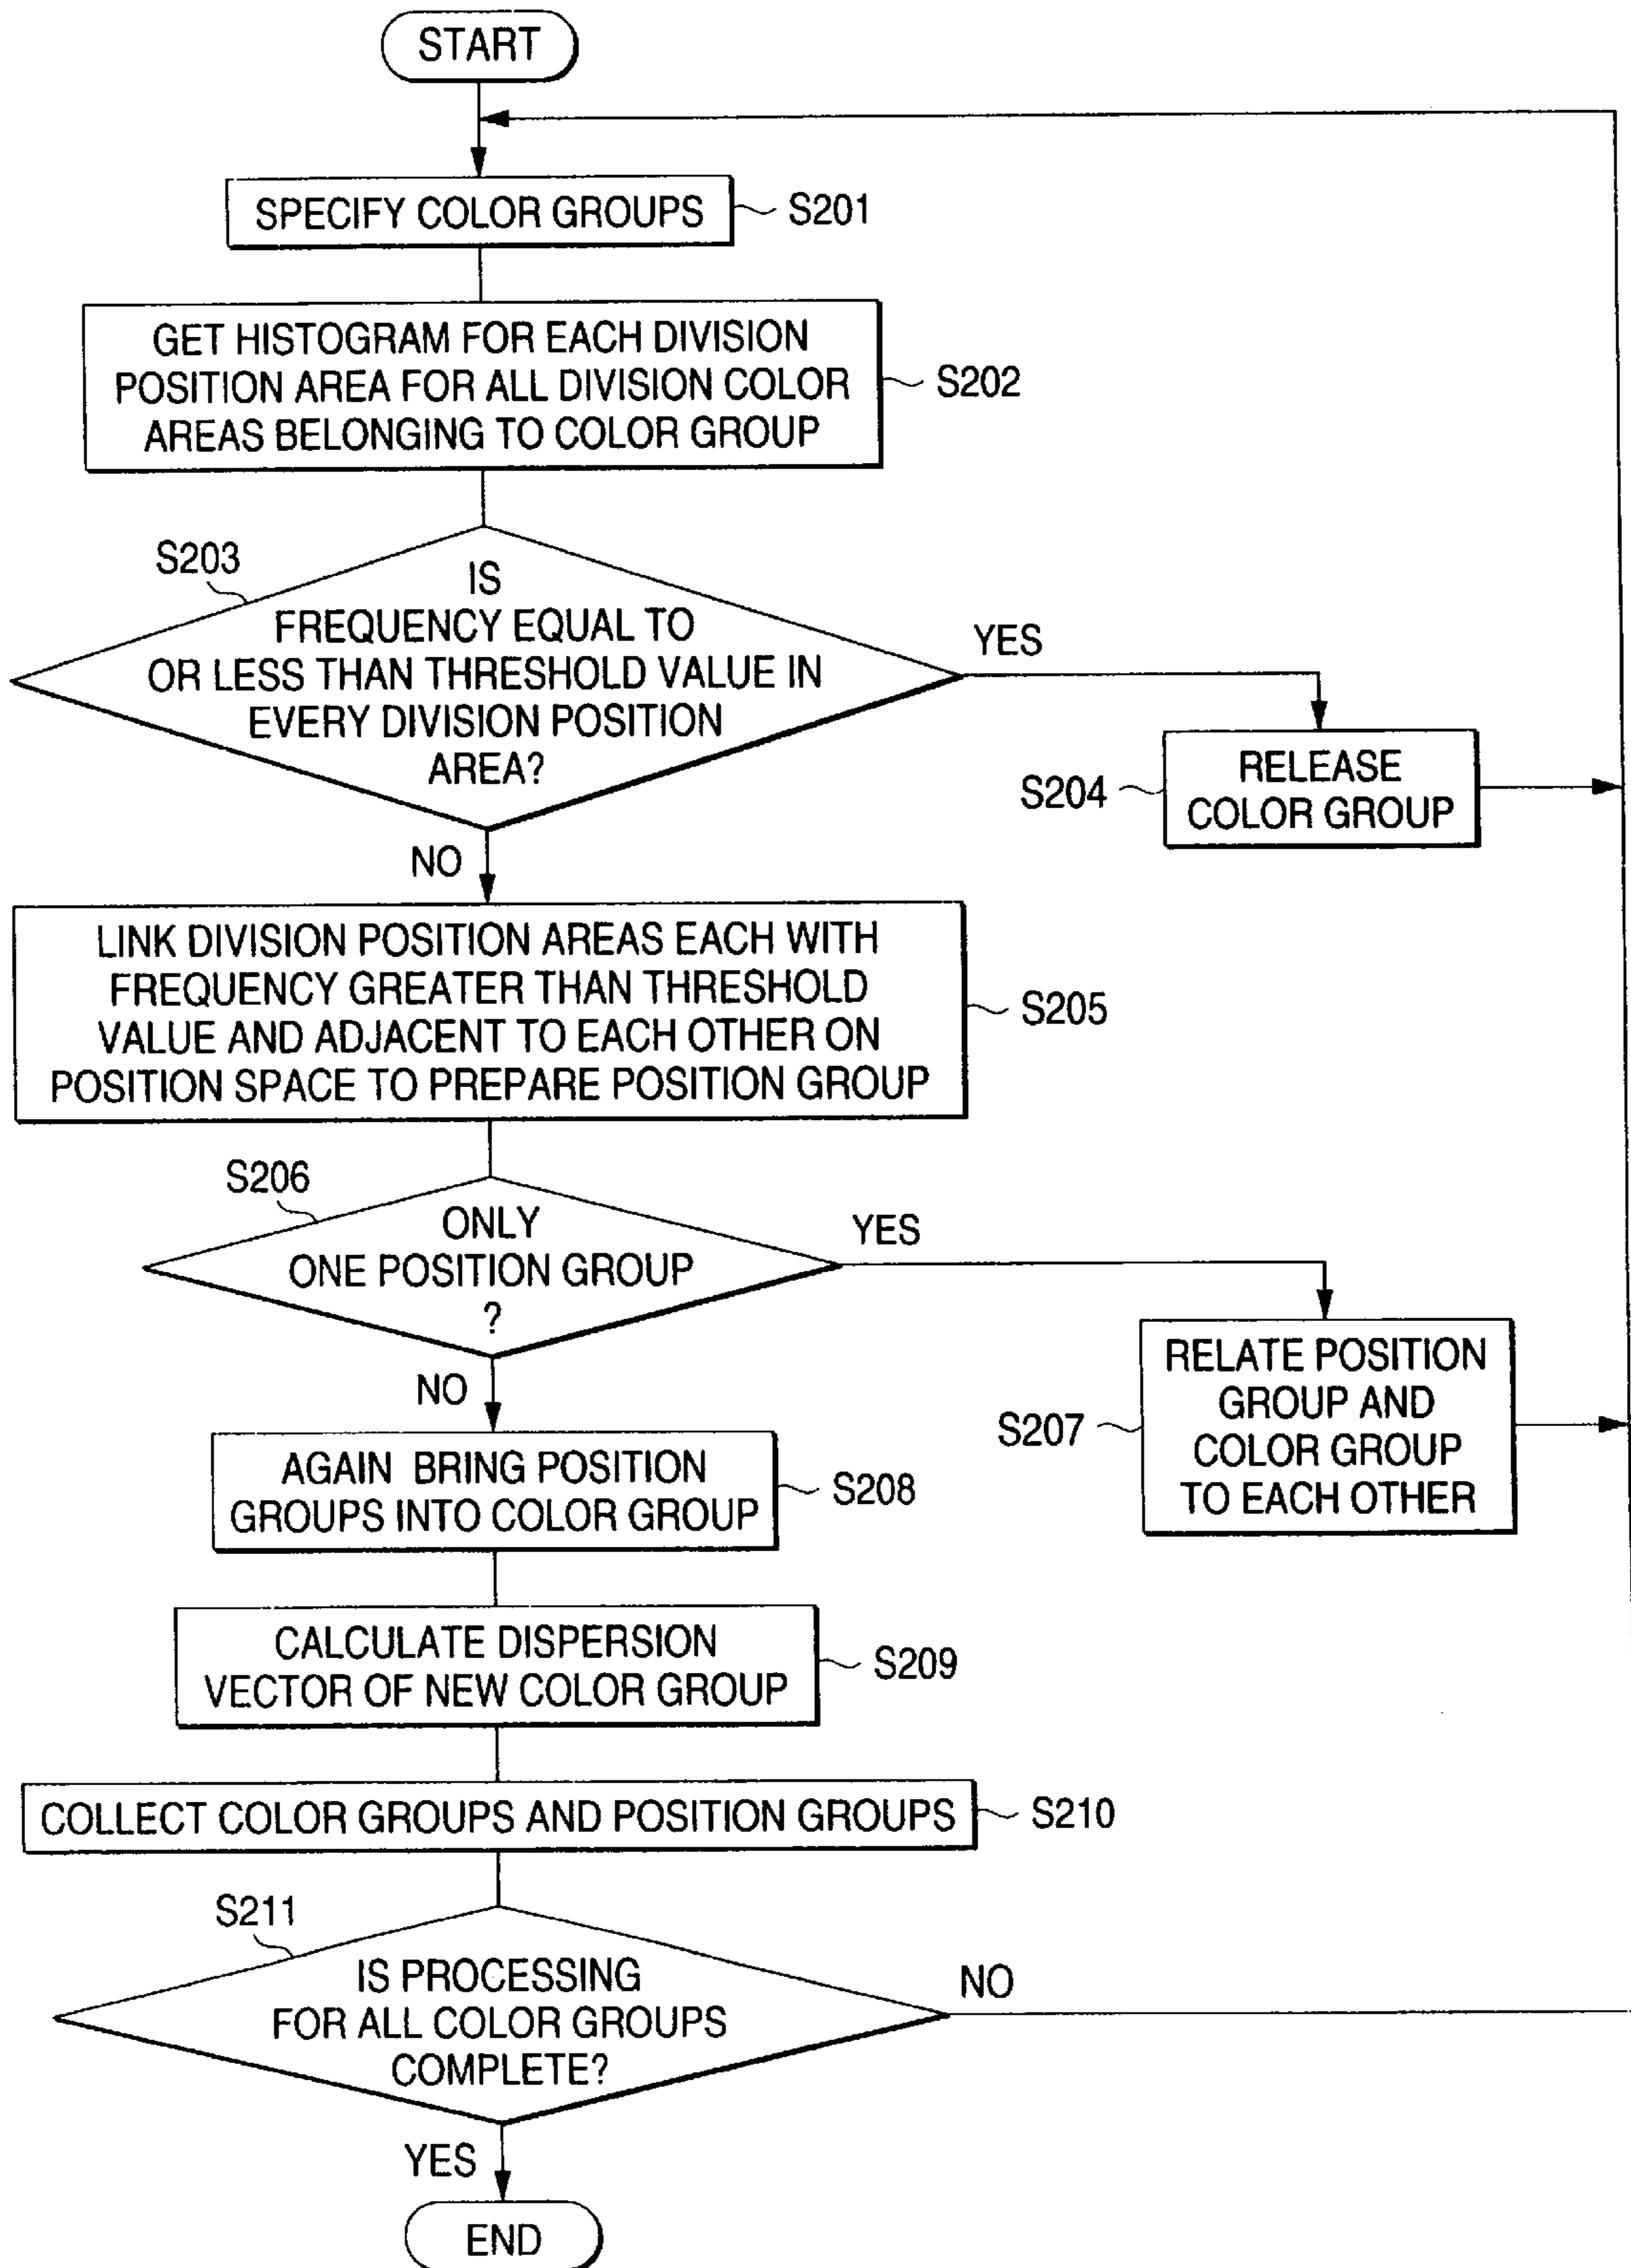 START
SPECIFY COLOR GROUPS
S201
GET HISTOGRAM FOR EACH DIVISION
POSITION AREA FOR ALL DIVISION COLOR
AREAS BELONGING TO COLOR GROUP
S202
S203
IS
FREQUENCY EQUAL TO
OR LESS THAN THRESHOLD VALUE IN
EVERY DIVISION POSITION
AREA?
YES
S204
RELEASE
COLOR GROUP
NO
LINK DIVISION POSITION AREAS EACH WITH
FREQUENCY GREATER THAN THRESHOLD
VALUE AND ADJACENT TO EACH OTHER ON
POSITION SPACE TO PREPARE POSITION GROUP
S205
S206
ONLY
ONE POSITION GROUP
?
YES
S207
RELATE POSITION
GROUP AND
COLOR GROUP
TO EACH OTHER
NO
AGAIN BRING POSITION
GROUPS INTO COLOR GROUP
S208
CALCULATE DISPERSION
VECTOR OF NEW COLOR GROUP
S209
COLLECT COLOR GROUPS AND POSITION GROUPS
S210
S211
IS PROCESSING
FOR ALL COLOR GROUPS
COMPLETE?
NO
YES
END